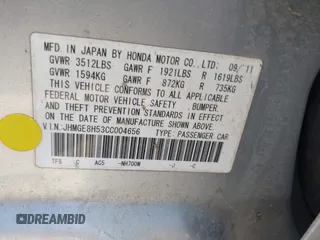 MFD. IN JAPAN BY HONDA MOTOR CO., LTD. 09/'11
GVWR 3512LBS GAWR F 1921LBS R 1619LBS
GVWR 1594KG GAWR F 872KG R 735KG
THIS VEHICLE CONFORMS TO ALL APPLICABLE
FEDERAL MOTOR VEHICLE SAFETY, BUMPER,
AND THEFT PREVENTION STANDARDS IN EFFECT
ON THE DATE OF MANUFACTURE SHOWN ABOVE.
V.I.N. JHMGE8H53CC004656 TYPE: PASSENGER CAR
AG5 NH700M
DREAMBID